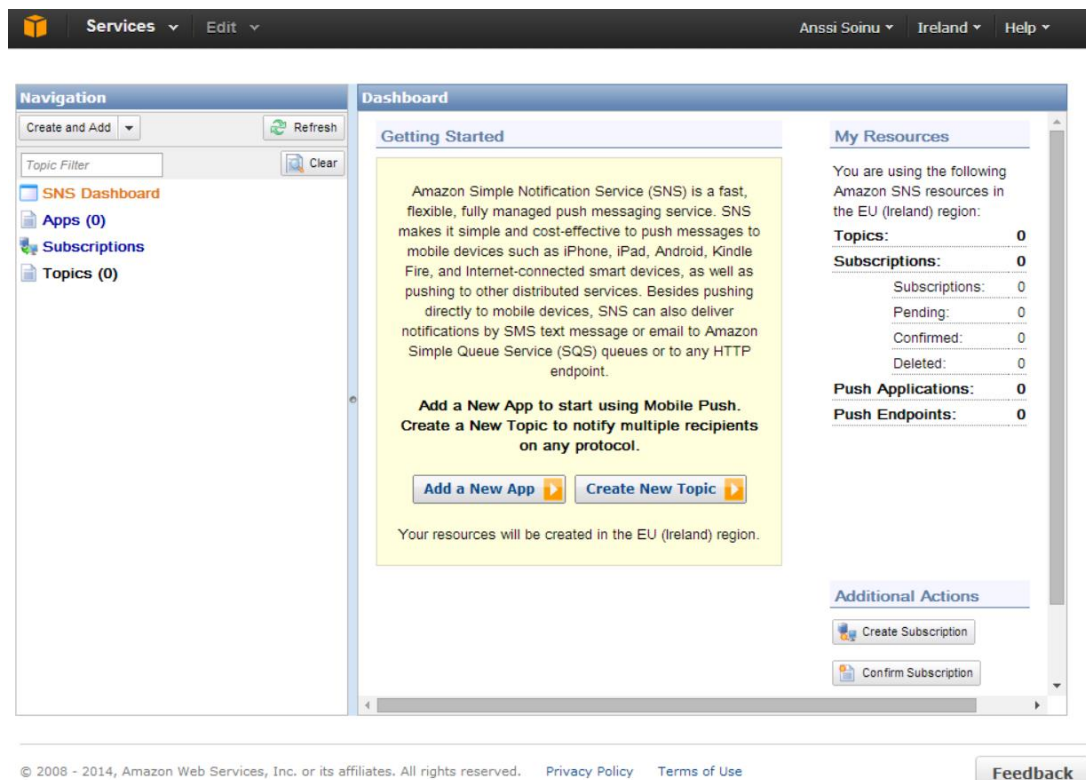 Services Edit Anssi Soinu Ireland Help
Navigation
Create and Add Refresh
Topic Filter Clear
SNS Dashboard
Apps (0)
Subscriptions
Topics (0)
Dashboard
Getting Started
Amazon Simple Notification Service (SNS) is a fast,
flexible, fully managed push messaging service. SNS
makes it simple and cost-effective to push messages to
mobile devices such as iPhone, iPad, Android, Kindle
Fire, and Internet-connected smart devices, as well as
pushing to other distributed services. Besides pushing
directly to mobile devices, SNS can also deliver
notifications by SMS text message or email to Amazon
Simple Queue Service (SQS) queues or to any HTTP
endpoint.
Add a New App to start using Mobile Push.
Create a New Topic to notify multiple recipients
on any protocol.
Add a New App Create New Topic
Your resources will be created in the EU (Ireland) region.
My Resources
You are using the following
Amazon SNS resources in
the EU (Ireland) region:
Topics: 0
Subscriptions: 0
Subscriptions: 0
Pending: 0
Confirmed: 0
Deleted: 0
Push Applications: 0
Push Endpoints: 0
Additional Actions
Create Subscription
Confirm Subscription
© 2008 - 2014, Amazon Web Services, Inc. or its affiliates. All rights reserved. Privacy Policy Terms of Use Feedback